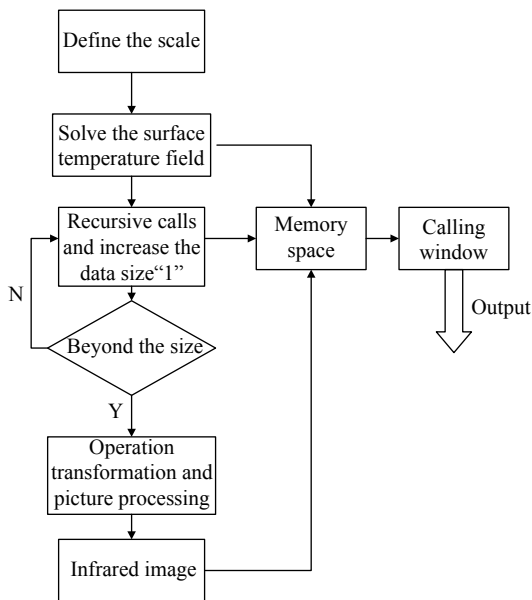 Define the scale
Solve the surface
temperature field
Recursive calls
and increase the
data size“1”
Memory
space
Calling
window
N
Output
Beyond the size
Y
Operation
transformation and
picture processing
Infrared image